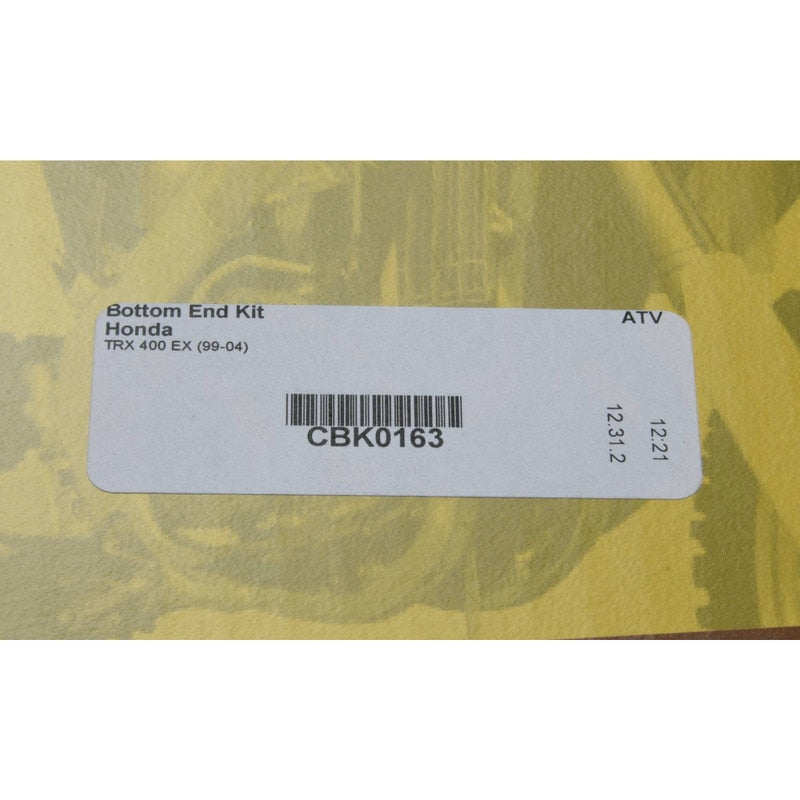 Bottom End Kit
ATV
Honda
TRX 400 EX (99-04)
CBK0163
12.31.2
12:21